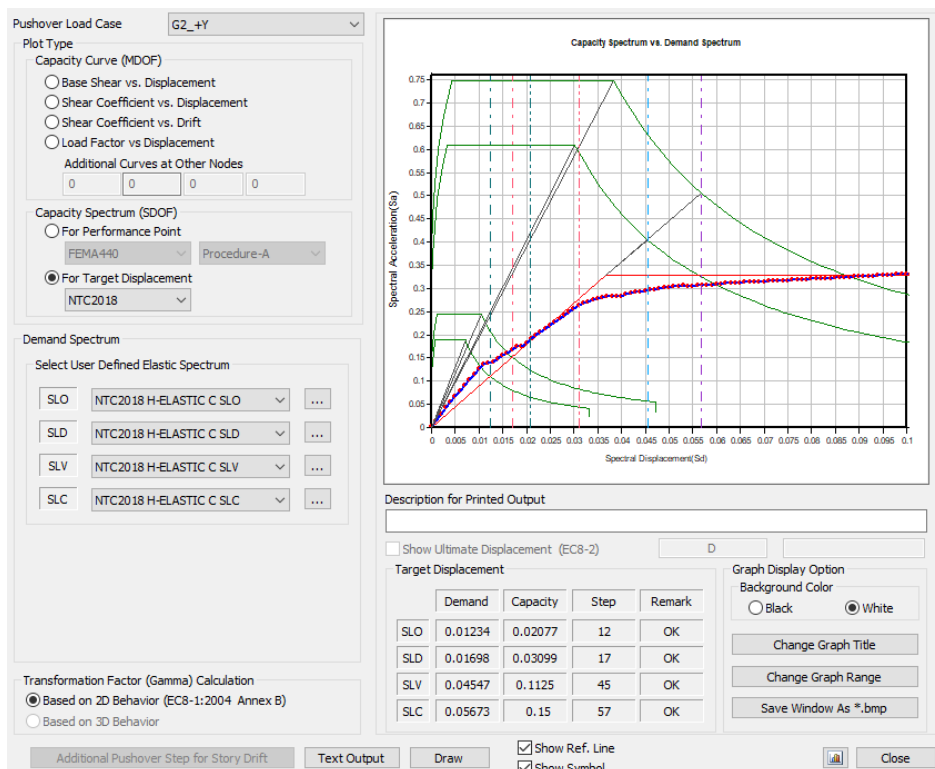 Pushover Load Case
G2_+Y
Plot Type
Capacity Curve (MDOF)
Base Shear vs. Displacement
Shear Coefficient vs. Displacement
Shear Coefficient vs. Drift
Load Factor vs Displacement
Additional Curves at Other Nodes
0 0 0 0
Capacity Spectrum (SDOF)
For Performance Point
FEMA440 Procedure-A
For Target Displacement
NTC2018
Demand Spectrum
Select User Defined Elastic Spectrum
SLO NTC2018 H-ELASTIC C SLO ...
SLD NTC2018 H-ELASTIC C SLD ...
SLV NTC2018 H-ELASTIC C SLV ...
SLC NTC2018 H-ELASTIC C SLC ...
Transformation Factor (Gamma) Calculation
Based on 2D Behavior (EC8-1:2004 Annex B)
Based on 3D Behavior
Additional Pushover Step for Story Drift
Text Output
Draw
Capacity Spectrum vs. Demand Spectrum
Spectral Acceleration(Sa)
0.75
0.7
0.65
0.6
0.55
0.5
0.45
0.4
0.35
0.3
0.25
0.2
0.15
0.1
0.05
0
0 0.005 0.01 0.015 0.02 0.025 0.03 0.035 0.04 0.045 0.05 0.055 0.06 0.065 0.07 0.075 0.08 0.085 0.09 0.095 0.1
Spectral Displacement(Sd)
Description for Printed Output
Show Ultimate Displacement (EC8-2)
D
Target Displacement
Demand Capacity Step Remark
SLO 0.01234 0.02077 12 OK
SLD 0.01698 0.03099 17 OK
SLV 0.04547 0.1125 45 OK
SLC 0.05673 0.15 57 OK
Graph Display Option
Background Color
Black White
Change Graph Title
Change Graph Range
Save Window As *.bmp
Show Ref. Line
Show Symbol
Close